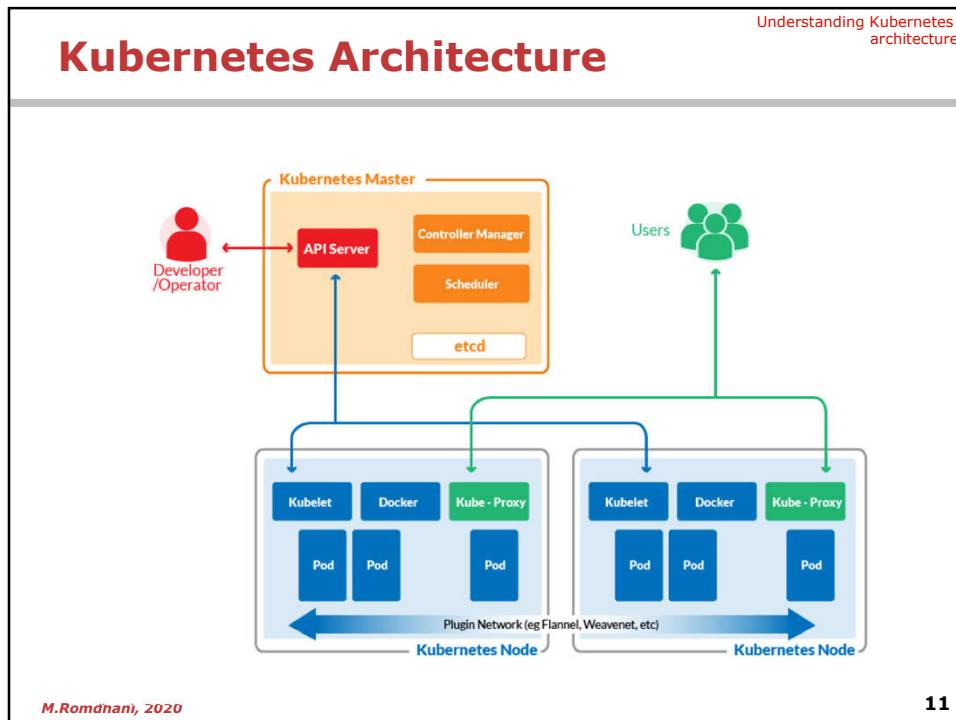 Understanding Kubernetes
architecture
Kubernetes Architecture
Kubernetes Master
API Server
Controller Manager
Scheduler
etcd
Developer
/Operator
Users
Kubelet
Docker
Kube - Proxy
Pod
Pod
Pod
Kubelet
Docker
Kube - Proxy
Pod
Pod
Pod
Plugin Network (eg Flannel, Weavenet, etc)
Kubernetes Node
Kubernetes Node
M.Romdhani, 2020
11